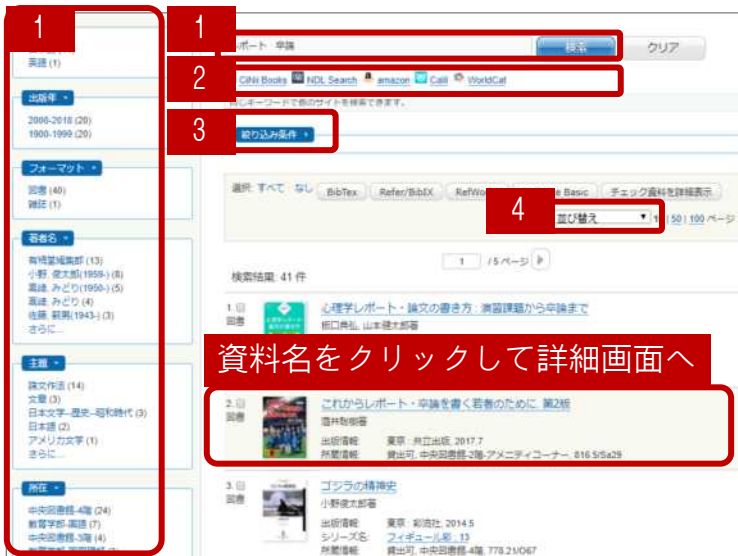 1
英語 (1)
出版年
2000-2018 (20)
1900-1999 (20)
フォーマット
図書 (40)
雑誌 (1)
著者名
有精堂編集部 (13)
小野, 俊太郎(1959-) (8)
高崎, みどり(1950-) (5)
高崎, みどり (4)
佐藤, 嗣男(1943-) (3)
さらに...
主題
論文作法 (14)
文章 (3)
日本文学--歴史--昭和時代 (3)
日本語 (2)
アメリカ文学 (1)
さらに...
所在
中央図書館-4階 (24)
教育学部-英語 (7)
中央図書館-3階 (4)
1
レポート 卒論
検索
クリア
2
CiNii Books NDL Search amazon Calil WorldCat
同じキーワードで他のサイトを検索できます。
3
絞り込み条件
選択: すべて なし BibTex Refer/BibIX RefWo e Basic チェック資料を詳細表示
4
並び替え 10 | 50 | 100 ページ
1 /5ページ
検索結果: 41 件
1.
図書
心理学レポート・論文の書き方 : 演習課題から卒論まで
板口典弘, 山本健太郎著
資料名をクリックして詳細画面へ
2.
図書
これからレポート・卒論を書く若者のために. 第2版
酒井聡樹著
出版情報: 東京 : 共立出版, 2017.7
所蔵情報: 貸出可, 中央図書館-2階-アメニティコーナー, 816.5/Sa29
3.
図書
ゴジラの精神史
小野俊太郎著
出版情報: 東京 : 彩流社, 2014.5
シリーズ名: フィギュール彩 ; 13
所蔵情報: 貸出可, 中央図書館-4階, 778.21/O67